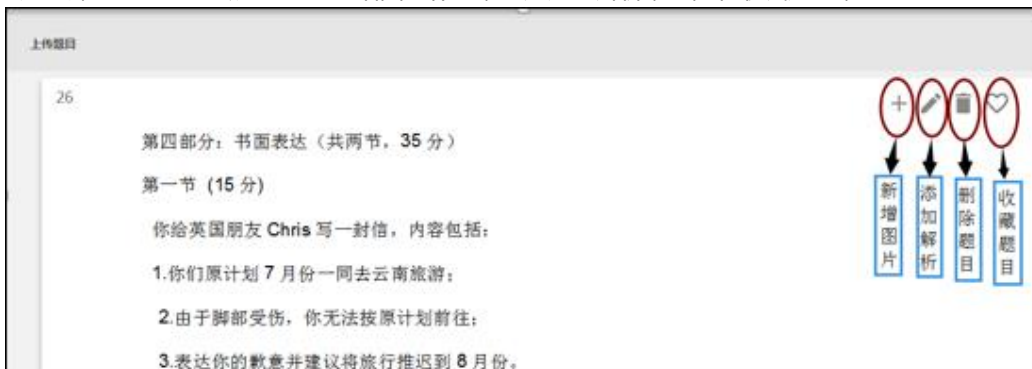 上传题目
26
第四部分：书面表达（共两节，35 分）
第一节 (15 分)
你给英国朋友 Chris 写一封信，内容包括：
1.你们原计划 7 月份一同去云南旅游；
2.由于脚部受伤，你无法按原计划前往；
3.表达你的歉意并建议将旅行推迟到 8 月份。
新增图片
添加解析
删除题目
收藏题目